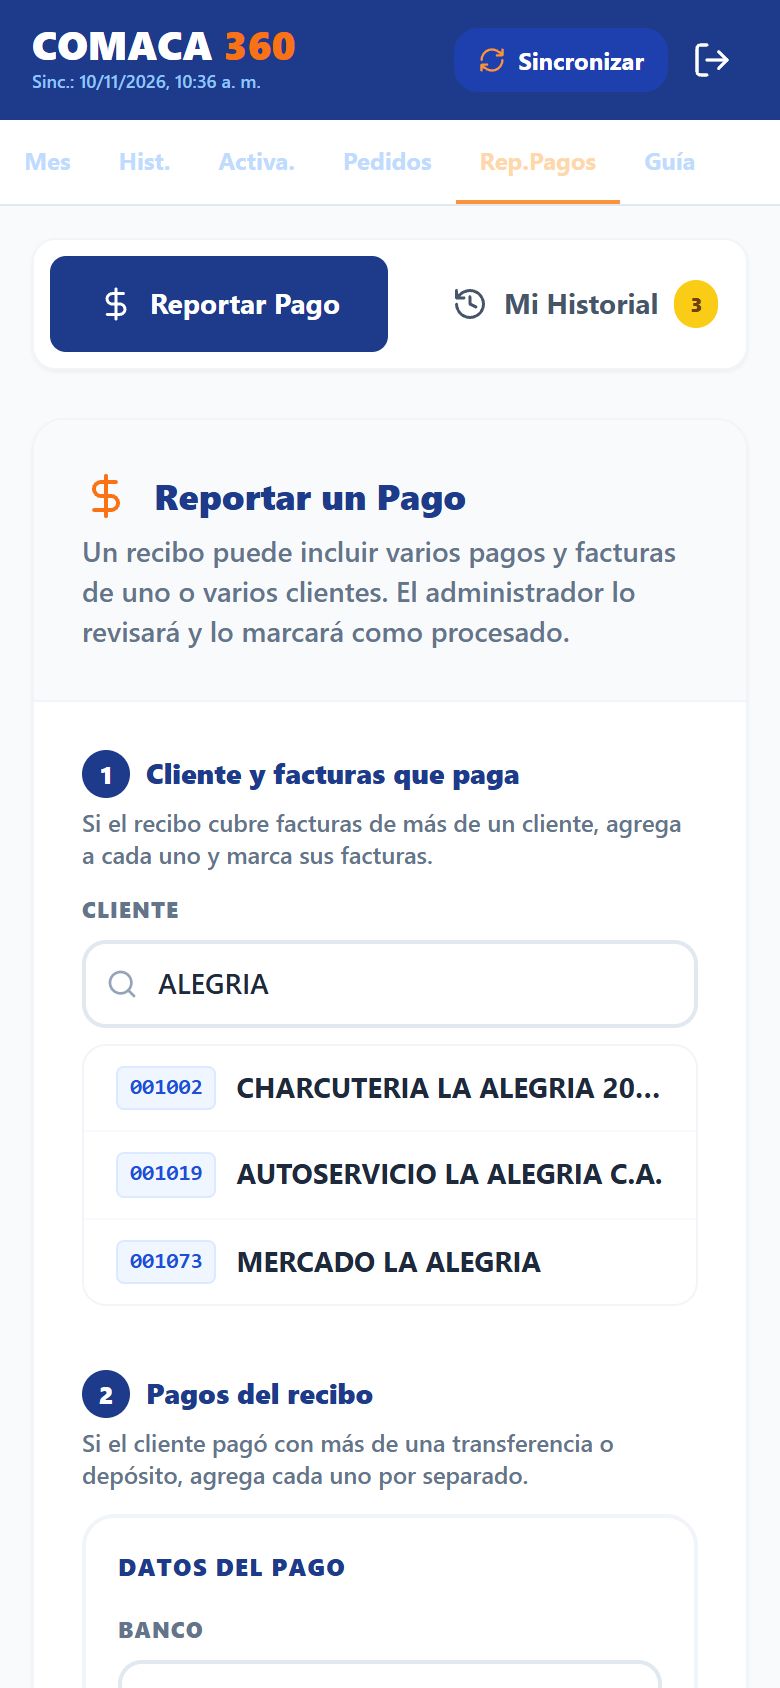 COMACA 360
Sinc.: 10/11/2026, 10:36 a. m.
Sincronizar
Mes Hist. Activa. Pedidos Rep.Pagos Guía
Reportar Pago
Mi Historial 3
Reportar un Pago
Un recibo puede incluir varios pagos y facturas
de uno o varios clientes. El administrador lo
revisará y lo marcará como procesado.
1 Cliente y facturas que paga
Si el recibo cubre facturas de más de un cliente, agrega
a cada uno y marca sus facturas.
CLIENTE
ALEGRIA
001002 CHARCUTERIA LA ALEGRIA 20...
001019 AUTOSERVICIO LA ALEGRIA C.A.
001073 MERCADO LA ALEGRIA
2 Pagos del recibo
Si el cliente pagó con más de una transferencia o
depósito, agrega cada uno por separado.
DATOS DEL PAGO
BANCO